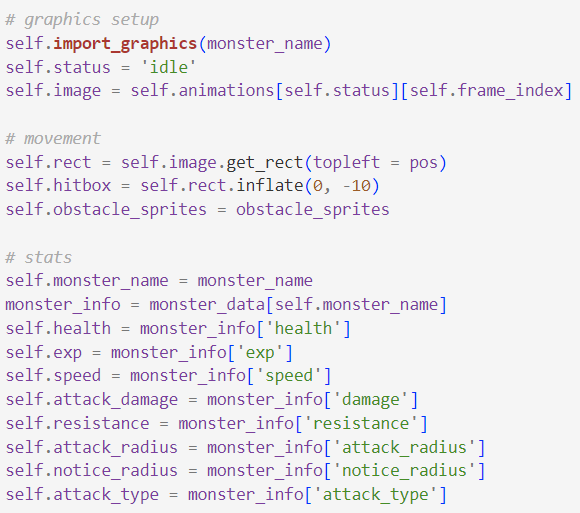 # graphics setup
self.import_graphics(monster_name)
self.status = 'idle'
self.image = self.animations[self.status][self.frame_index]
# movement
self.rect = self.image.get_rect(topleft = pos)
self.hitbox = self.rect.inflate(0, -10)
self.obstacle_sprites = obstacle_sprites
# stats
self.monster_name = monster_name
monster_info = monster_data[self.monster_name]
self.health = monster_info['health']
self.exp = monster_info['exp']
self.speed = monster_info['speed']
self.attack_damage = monster_info['damage']
self.resistance = monster_info['resistance']
self.attack_radius = monster_info['attack_radius']
self.notice_radius = monster_info['notice_radius']
self.attack_type = monster_info['attack_type']